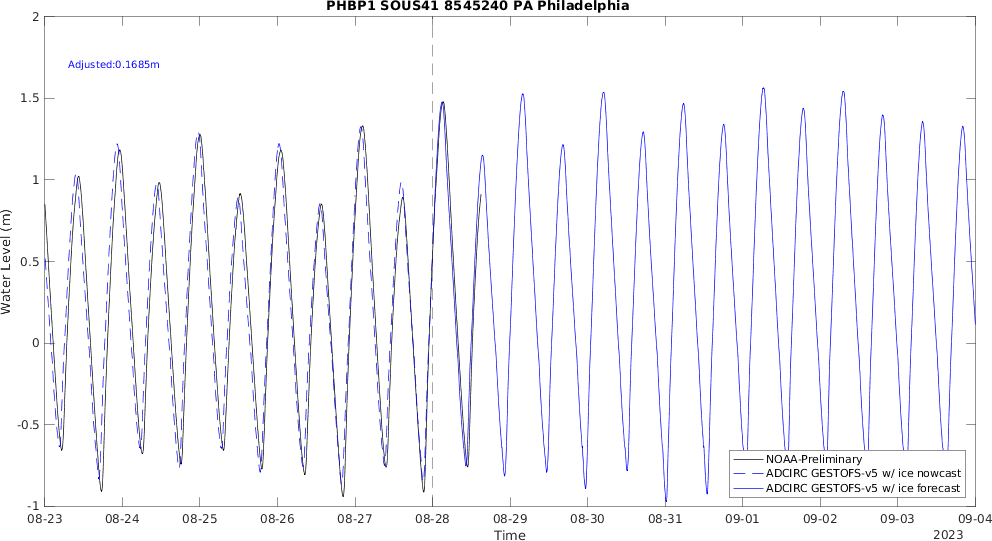 PHBP1 SOUS41 8545240 PA Philadelphia
Adjusted:0.1685m
Water Level (m)
2
1.5
1
0.5
0
-0.5
-1
NOAA-Preliminary
ADCIRC GESTOFS-v5 w/ ice nowcast
ADCIRC GESTOFS-v5 w/ ice forecast
08-23 08-24 08-25 08-26 08-27 08-28 08-29 08-30 08-31 09-01 09-02 09-03 09-04
Time
2023